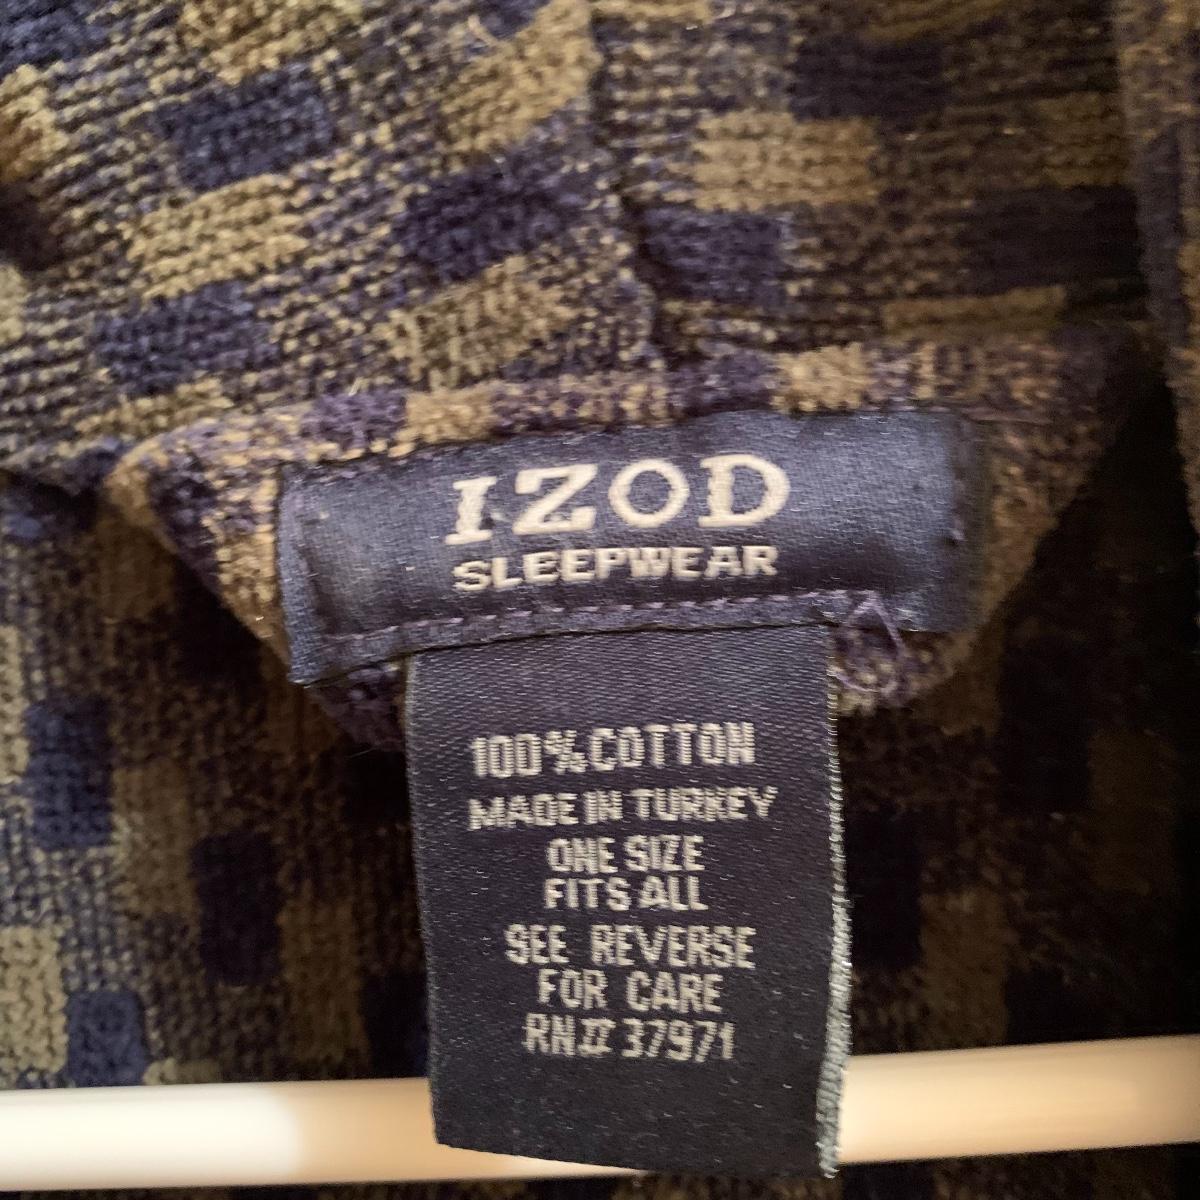 IZOD
SLEEPWEAR
100% COTTON
MADE IN TURKEY
ONE SIZE
FITS ALL
SEE REVERSE
FOR CARE
RN# 37971